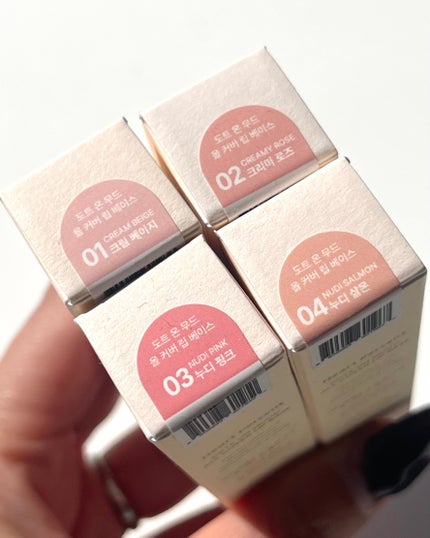 도트 온 무드
올 커버 립 베이스
01 CREAM BEIGE
크림 베이지
도트 온 무드
올 커버 립 베이스
02 CREAMY ROSE
크리미 로즈
도트 온 무드
올 커버 립 베이스
03 NUDI PINK
누디 핑크
도트 온 무드
올 커버 립 베이스
04 NUDI SALMON
누디 살몬